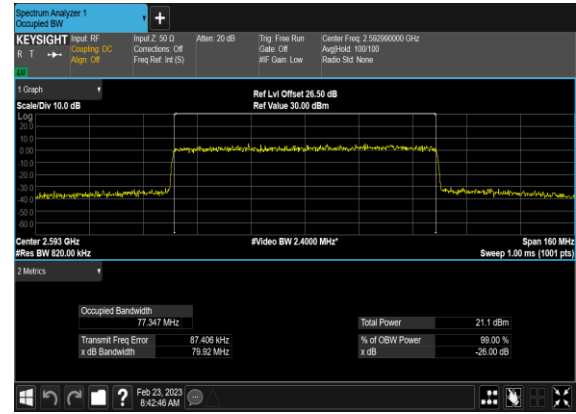 Spectrum Analyzer 1
Occupied BW
+
KEYSIGHT Input: RF Input Z: 50 Ω Atten: 20 dB Trig: Free Run Center Freq: 2.592990000 GHz
R T Coupling: DC Corrections: Off Gate: Off Avg|Hold: 100/100
Align: Off Freq Ref: Int (S) #IF Gain: Low Radio Std: None
LW
1 Graph
Ref Lvl Offset 26.50 dB
Scale/Div 10.0 dB Ref Value 30.00 dBm
Log
20.0
10.0
0.00
-10.0
-20.0
-30.0
-40.0
-50.0
-60.0
Center 2.593 GHz #Video BW 2.4000 MHz* Span 160 MHz
#Res BW 820.00 kHz Sweep 1.00 ms (1001 pts)
2 Metrics
Occupied Bandwidth
77.347 MHz Total Power 21.1 dBm
Transmit Freq Error 87.406 kHz % of OBW Power 99.00 %
x dB Bandwidth 79.92 MHz x dB -26.00 dB
? Feb 23, 2023
8:42:46 AM